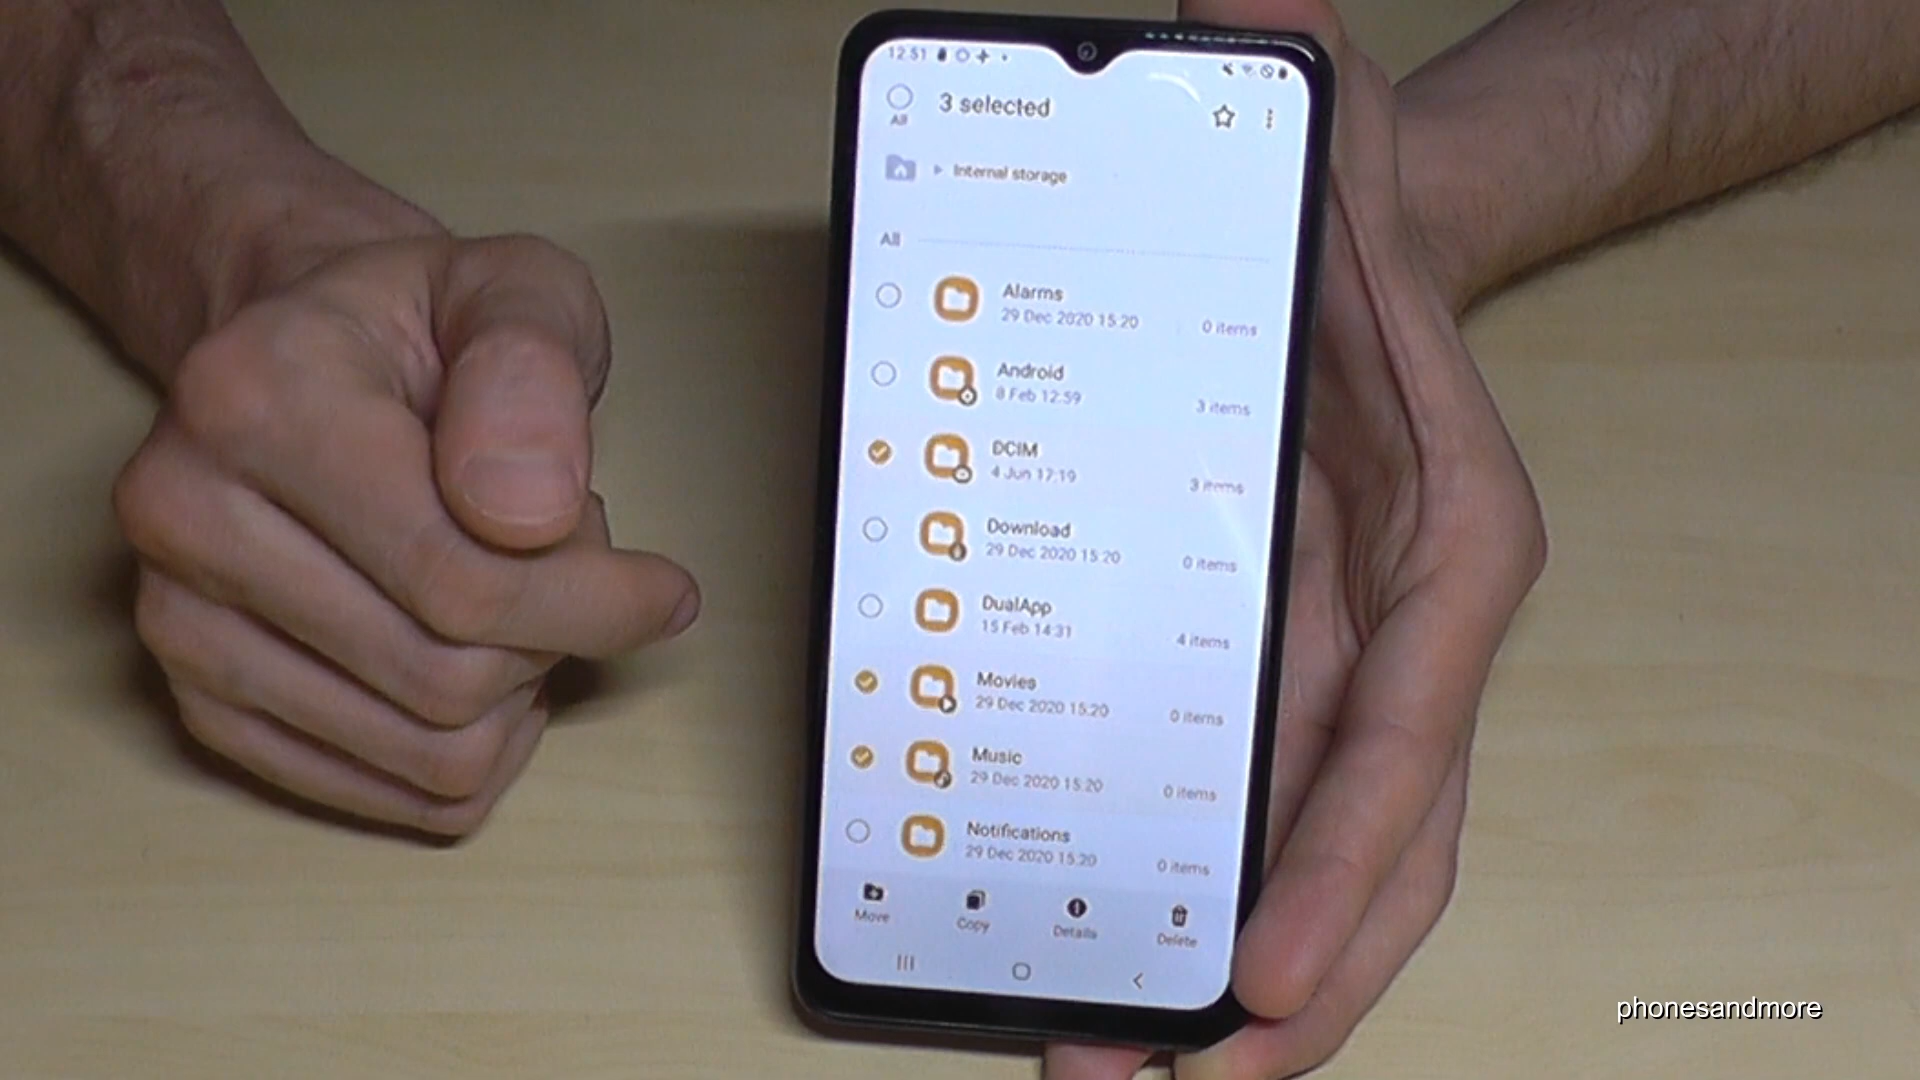 12:51
3 selected
All
Internal storage
All
Alarms
29 Dec 2020 15:20
0 items
Android
8 Feb 12:59
3 items
DCIM
4 Jun 17:19
3 items
Download
29 Dec 2020 15:20
0 items
DualApp
15 Feb 14:31
4 items
Movies
29 Dec 2020 15:20
0 items
Music
29 Dec 2020 15:20
0 items
Notifications
29 Dec 2020 15:20
0 items
Move Copy Details Delete
phonesandmore